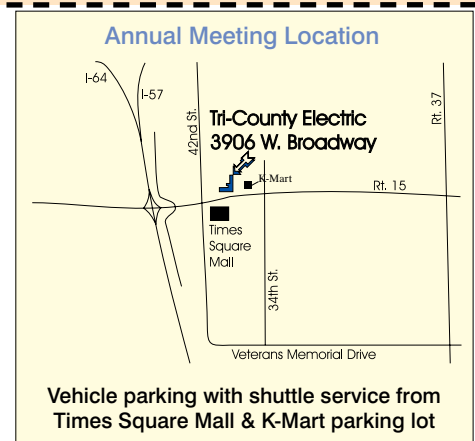 Annual Meeting Location
I-64
I-57
42nd St.
Tri-County Electric
3906 W. Broadway
Rt. 37
K-Mart
Rt. 15
Times
Square
Mall
34th St.
Veterans Memorial Drive
Vehicle parking with shuttle service from
Times Square Mall & K-Mart parking lot